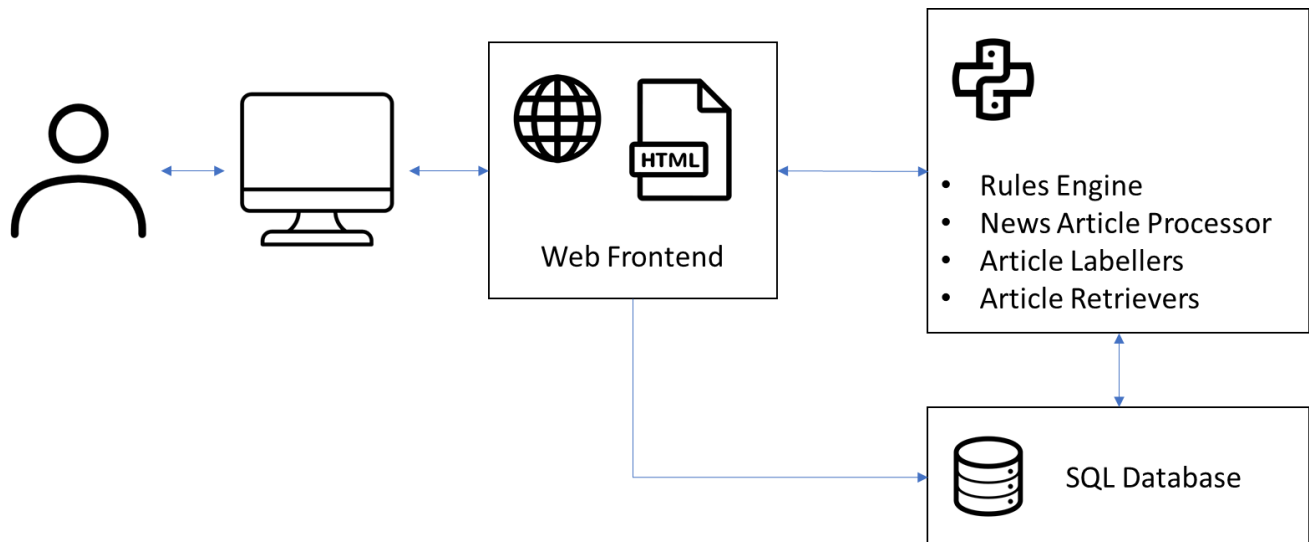 HTML
Web Frontend
• Rules Engine
• News Article Processor
• Article Labellers
• Article Retrievers
SQL Database